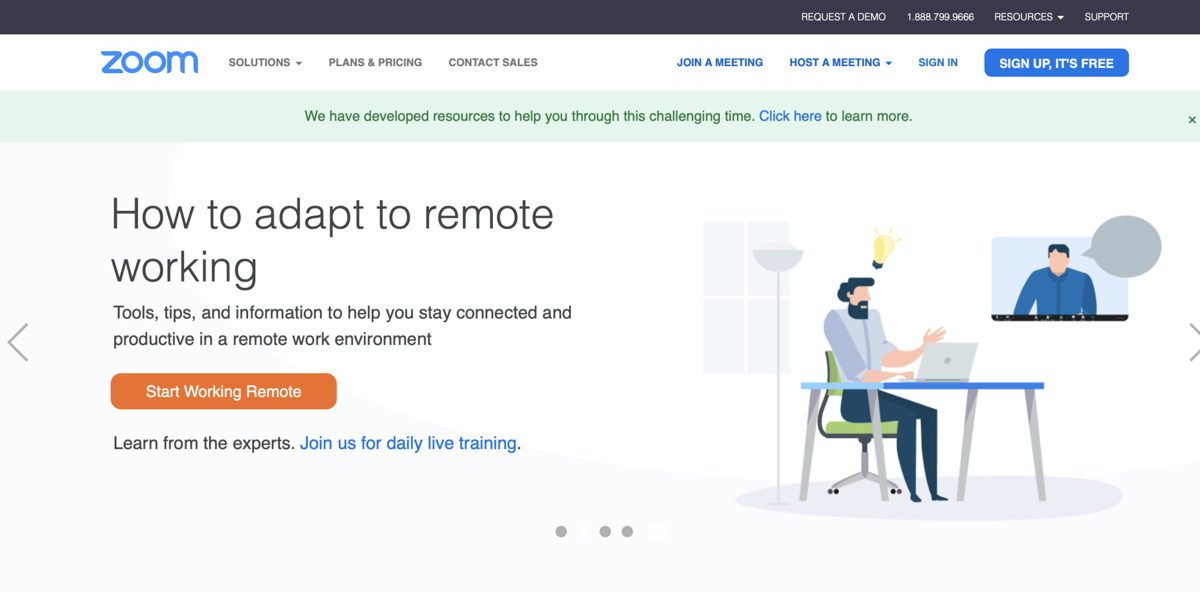 REQUEST A DEMO 1.888.799.9666 RESOURCES SUPPORT
zoom SOLUTIONS PLANS & PRICING CONTACT SALES JOIN A MEETING HOST A MEETING SIGN IN SIGN UP, IT'S FREE
We have developed resources to help you through this challenging time. Click here to learn more.
×
How to adapt to remote
working
Tools, tips, and information to help you stay connected and
productive in a remote work environment
Start Working Remote
Learn from the experts. Join us for daily live training.